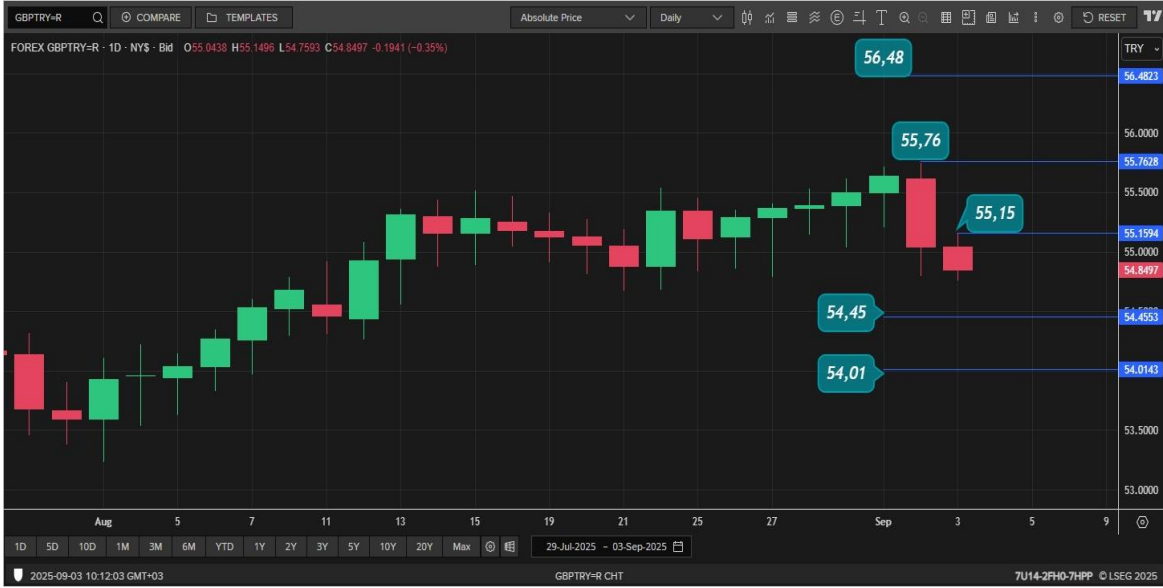 GBPTRY=R COMPARE TEMPLATES Absolute Price Daily RESET
FOREX GBPTRY=R · 1D · NY$ · Bid O55.0438 H55.1496 L54.7593 C54.8497 -0.1941 (-0.35%)
TRY
56,48
56.4823
56.0000
55,76
55.7628
55.5000
55,15
55.1594
55.0000
54.8497
54,45
54.4553
54,01
54.0143
53.5000
53.0000
Aug 5 7 11 13 15 19 21 25 27 Sep 3 5 9
1D 5D 10D 1M 3M 6M YTD 1Y 2Y 3Y 5Y 10Y 20Y Max 29-Jul-2025 - 03-Sep-2025
2025-09-03 10:12:03 GMT+03 GBPTRY=R CHT 7U14-2FH0-7HPP © LSEG 2025